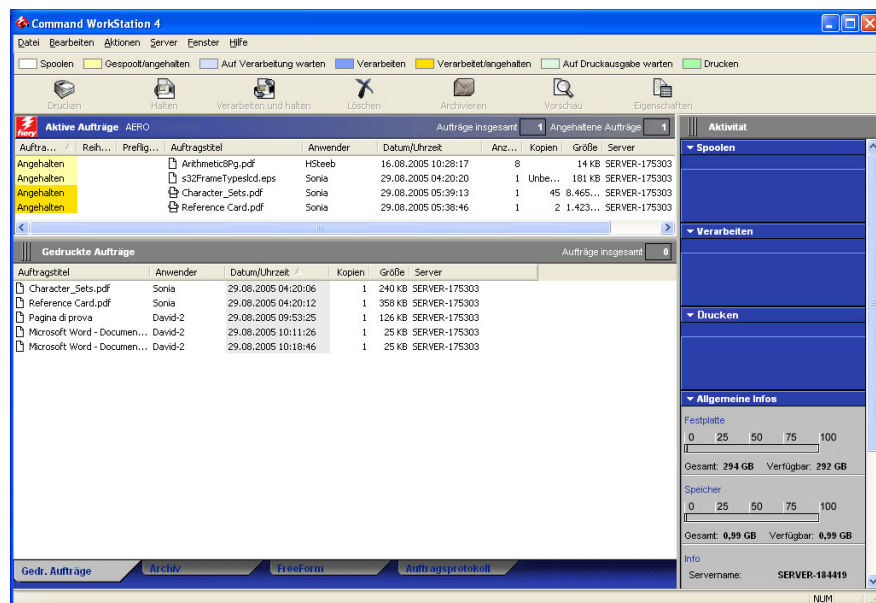 Command WorkStation 4
Datei Bearbeiten Aktionen Server Fenster Hilfe
Spoolen Gespoolt/angehalten Auf Verarbeitung warten Verarbeiten Verarbeitet/angehalten Auf Druckausgabe warten Drucken
Drucken Halten Verarbeiten und halten Löschen Archivieren Vorschau Eigenschaften
fiery Aktive Aufträge AERO Aufträge insgesamt 1 Angehaltene Aufträge 1
Auftra... Reih... Preflig... Auftragstitel Anwender Datum/Uhrzeit Anz... Kopien Größe Server
Angehalten Arithmetic8Pg.pdf HSteeb 16.08.2005 10:28:17 8 14 KB SERVER-175303
Angehalten s32FrameTypeslcd.eps Sonia 29.08.2005 04:20:20 1 Unbe... 181 KB SERVER-175303
Angehalten Character_Sets.pdf Sonia 29.08.2005 05:39:13 1 45 8.465... SERVER-175303
Angehalten Reference Card.pdf Sonia 29.08.2005 05:38:46 1 2 1.423... SERVER-175303
Gedruckte Aufträge Aufträge insgesamt 0
Auftragstitel Anwender Datum/Uhrzeit Kopien Größe Server
Character_Sets.pdf Sonia 29.08.2005 04:20:06 1 240 KB SERVER-175303
Reference Card.pdf Sonia 29.08.2005 04:20:12 1 358 KB SERVER-175303
Pagina di prova David-2 29.08.2005 09:53:25 1 126 KB SERVER-175303
Microsoft Word - Documen... David-2 29.08.2005 10:11:26 1 25 KB SERVER-175303
Microsoft Word - Documen... David-2 29.08.2005 10:18:46 1 25 KB SERVER-175303
Gedr. Aufträge Archiv FreeForm Auftragsprotokoll
Aktivität
Spoolen
Verarbeiten
Drucken
Allgemeine Infos
Festplatte
0 25 50 75 100
Gesamt: 294 GB Verfügbar: 292 GB
Speicher
0 25 50 75 100
Gesamt: 0,99 GB Verfügbar: 0,99 GB
Info
Servername: SERVER-184419
NUM